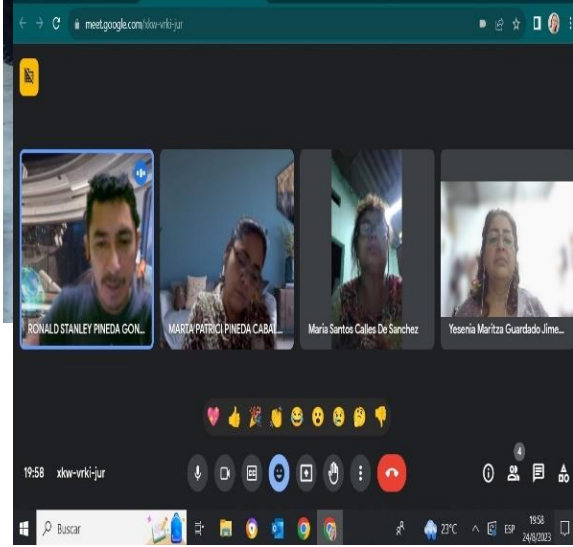 meet.google.com/xkw-vrki-jur
RONALD STANLEY PINEDA GON...
MARTA PATRICI PINEDA CABAL...
Maria Santos Calles De Sanchez
Yesenia Maritza Guardado Jime...
19:58 xkw-vrki-jur
4
Buscar
23°C
ESP
19:58
24/8/2023